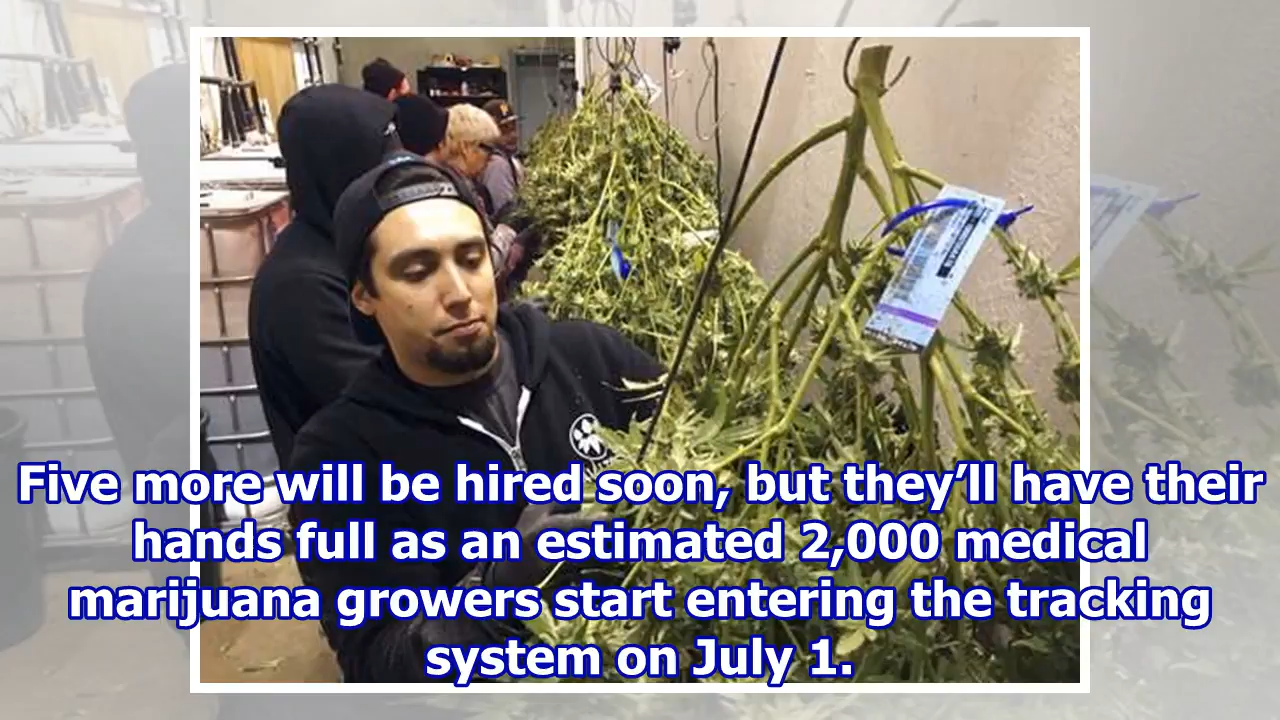 Five more will be hired soon, but they’ll have their
hands full as an estimated 2,000 medical
marijuana growers start entering the tracking
system on July 1.